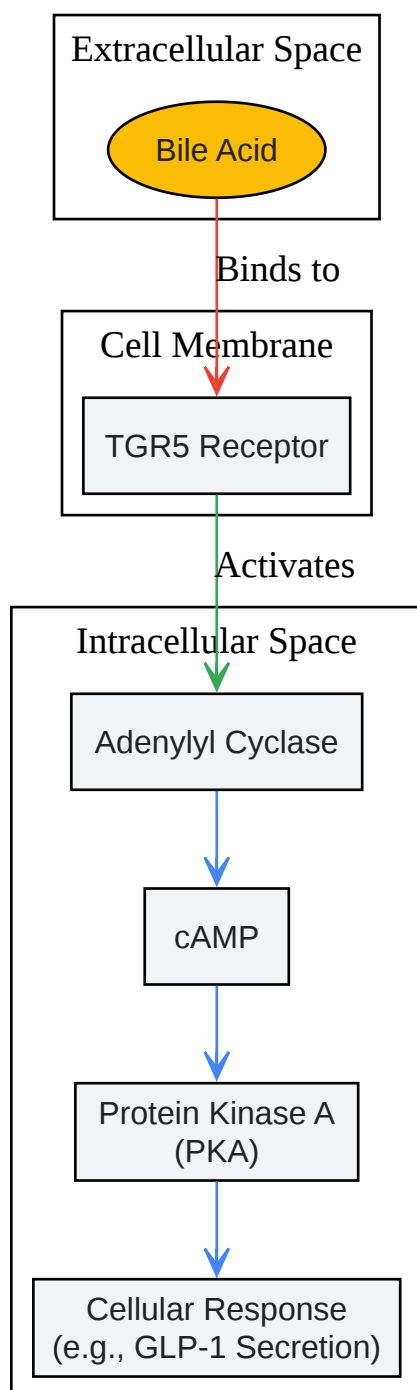 Extracellular Space
Bile Acid
Binds to
Cell Membrane
TGR5 Receptor
Activates
Intracellular Space
Adenylyl Cyclase
cAMP
Protein Kinase A
(PKA)
Cellular Response
(e.g., GLP-1 Secretion)